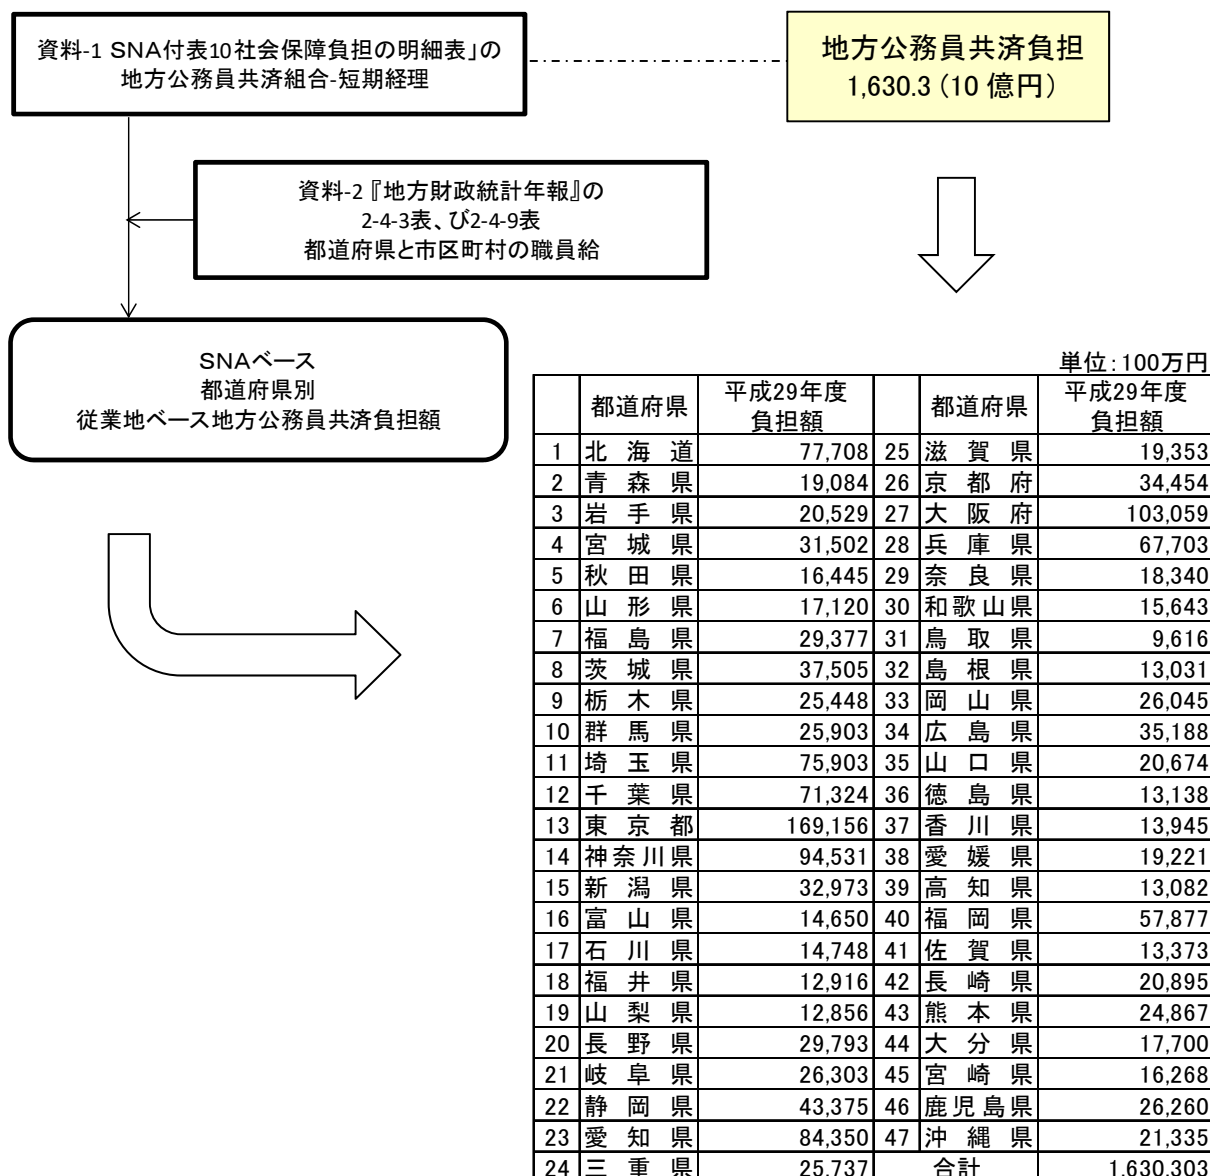 資料-1 SNA付表10社会保障負担の明細表」の
地方公務員共済組合-短期経理
地方公務員共済負担
1,630.3（10 億円）
資料-2『地方財政統計年報』の
2-4-3表、び2-4-9表
都道府県と市区町村の職員給
SNAベース
都道府県別
従業地ベース地方公務員共済負担額
単位：100万円
都道府県 平成29年度 負担額 都道府県 平成29年度 負担額
1 北海道 77,708 25 滋賀県 19,353
2 青森県 19,084 26 京都府 34,454
3 岩手県 20,529 27 大阪府 103,059
4 宮城県 31,502 28 兵庫県 67,703
5 秋田県 16,445 29 奈良県 18,340
6 山形県 17,120 30 和歌山県 15,643
7 福島県 29,377 31 鳥取県 9,616
8 茨城県 37,505 32 島根県 13,031
9 栃木県 25,448 33 岡山県 26,045
10 群馬県 25,903 34 広島県 35,188
11 埼玉県 75,903 35 山口県 20,674
12 千葉県 71,324 36 徳島県 13,138
13 東京都 169,156 37 香川県 13,945
14 神奈川県 94,531 38 愛媛県 19,221
15 新潟県 32,973 39 高知県 13,082
16 富山県 14,650 40 福岡県 57,877
17 石川県 14,748 41 佐賀県 13,373
18 福井県 12,916 42 長崎県 20,895
19 山梨県 12,856 43 熊本県 24,867
20 長野県 29,793 44 大分県 17,700
21 岐阜県 26,303 45 宮崎県 16,268
22 静岡県 43,375 46 鹿児島県 26,260
23 愛知県 84,350 47 沖縄県 21,335
24 三重県 25,737 合計 1,630,303